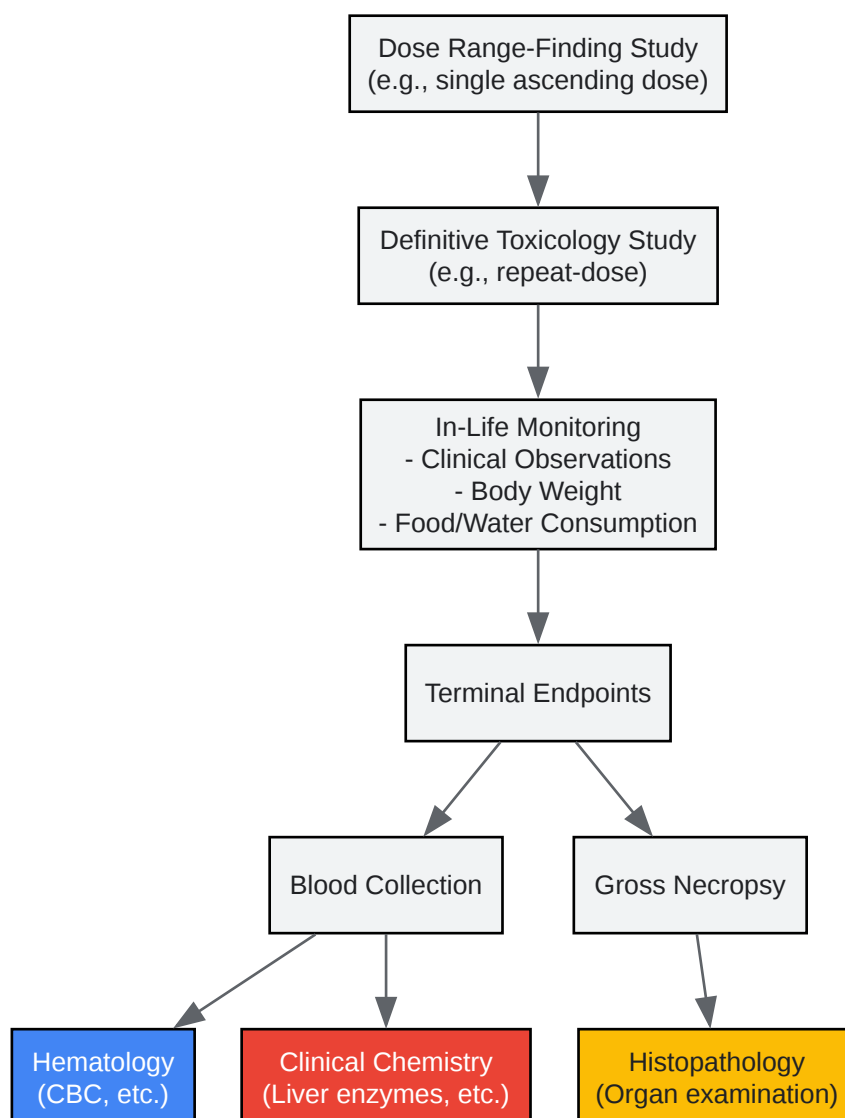 Dose Range-Finding Study
(e.g., single ascending dose)
Definitive Toxicology Study
(e.g., repeat-dose)
In-Life Monitoring
- Clinical Observations
- Body Weight
- Food/Water Consumption
Terminal Endpoints
Blood Collection
Gross Necropsy
Hematology
(CBC, etc.)
Clinical Chemistry
(Liver enzymes, etc.)
Histopathology
(Organ examination)